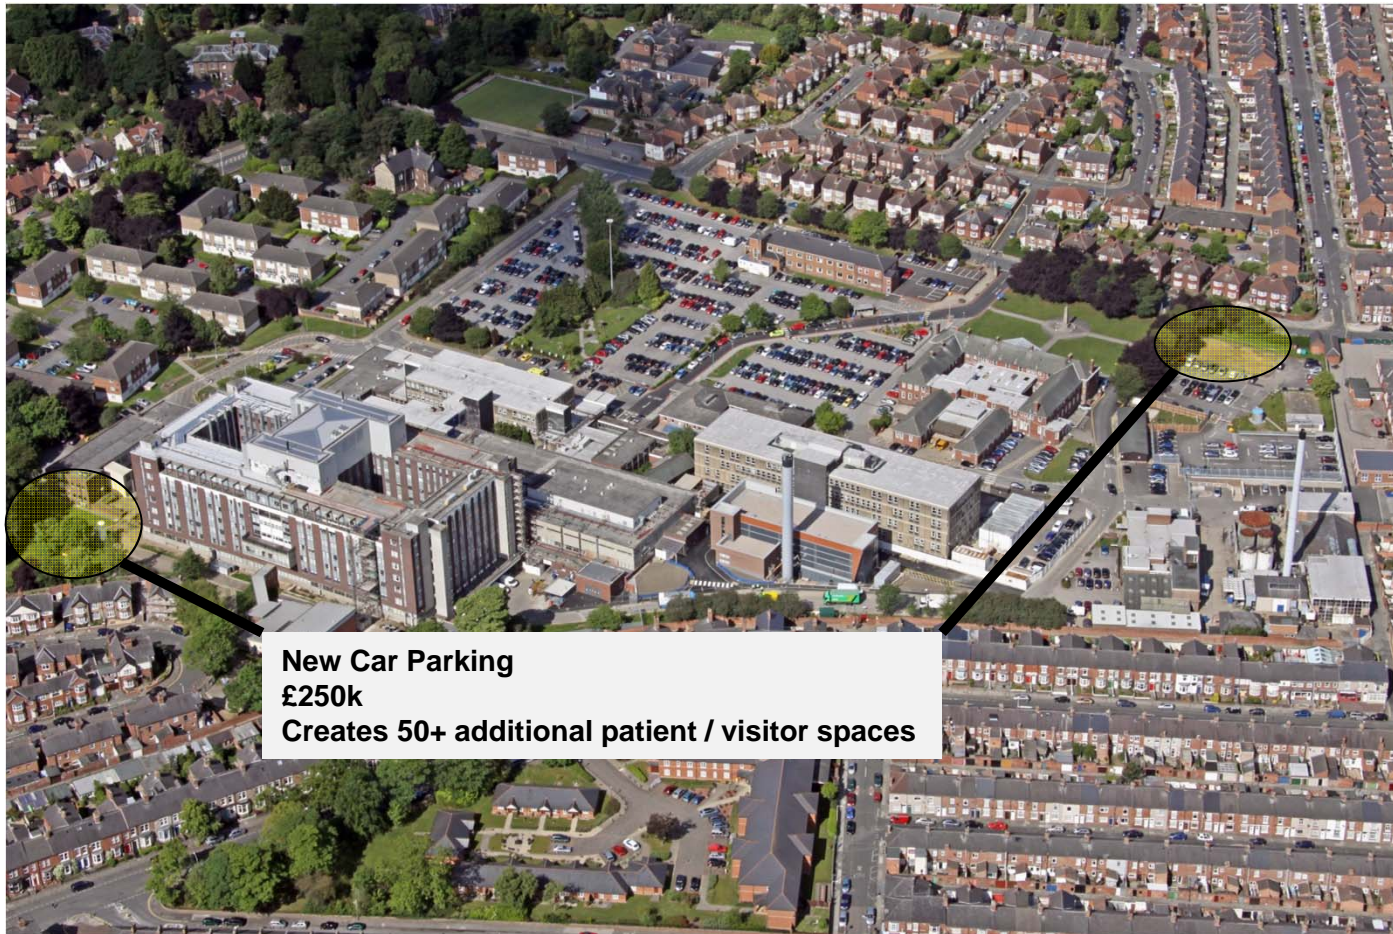 New Car Parking
£250k
Creates 50+ additional patient / visitor spaces